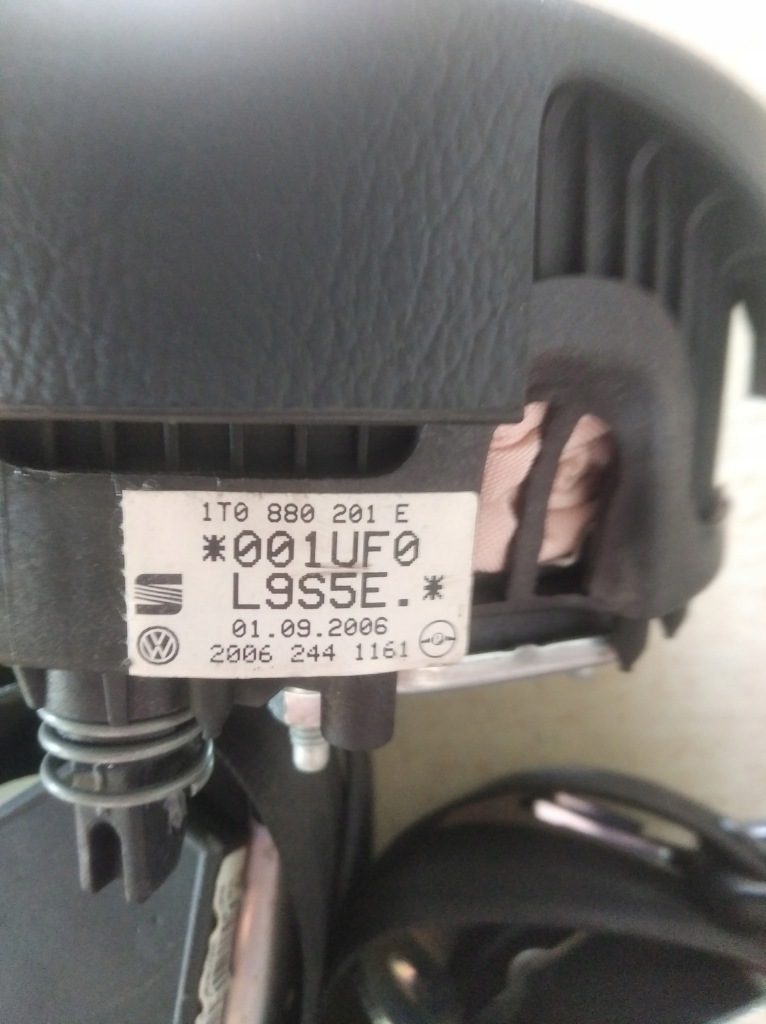 1T0 880 201 E
*001UF0
L9S5E.*
01.09.2006
2006 244 1161